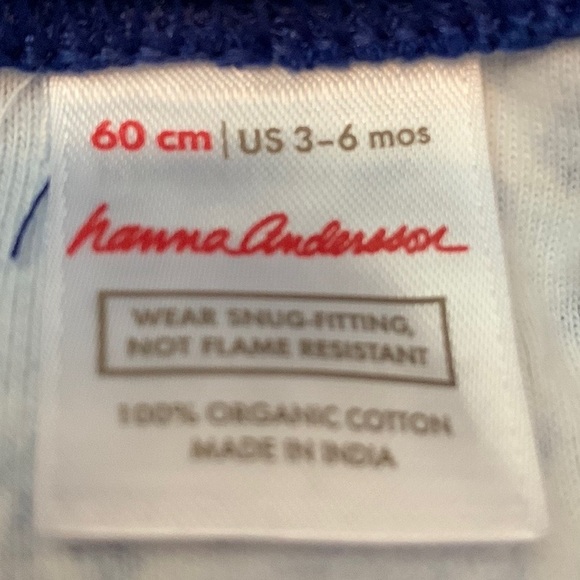 60 cm | US 3-6 mos
hanna Andersson
WEAR SNUG-FITTING,
NOT FLAME RESISTANT
100% ORGANIC COTTON
MADE IN INDIA